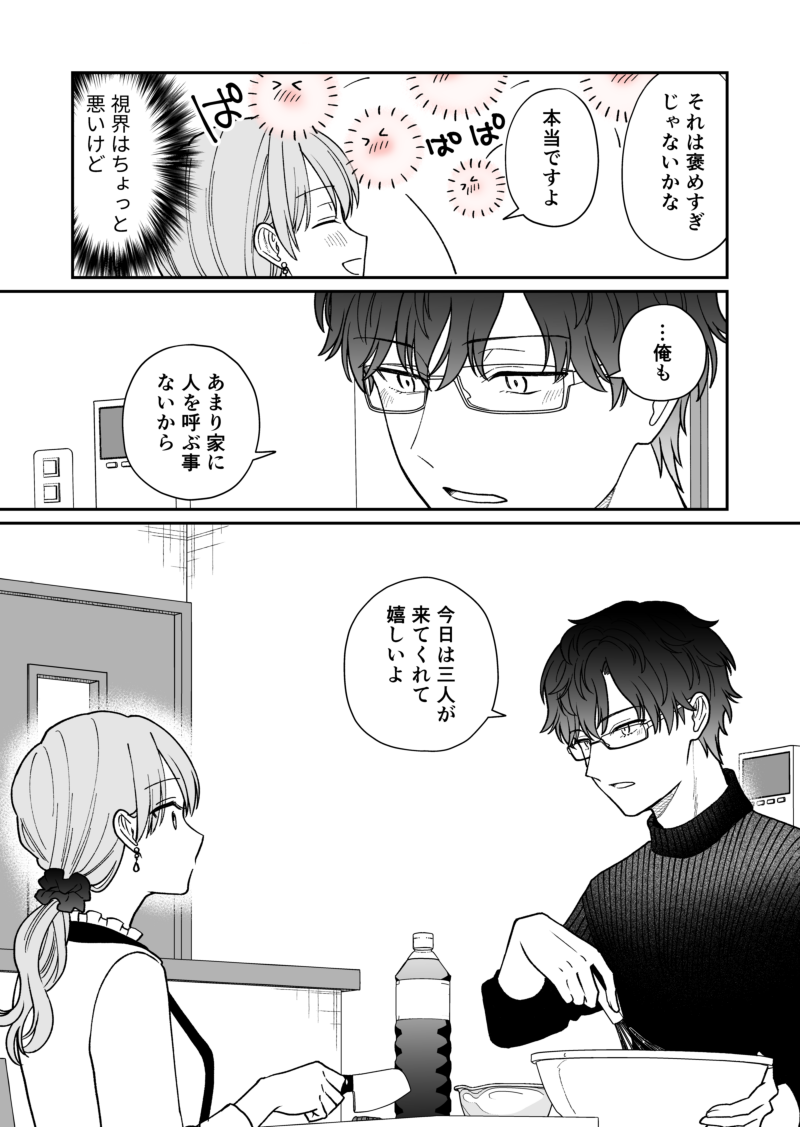 それは褒めすぎ
じゃないかな
本当ですよ
ぱ
ぱ
ぱ
視界はちょっと
悪いけど
…俺も
あまり家に
人を呼ぶ事
ないから
今日は三人が
来てくれて
嬉しいよ